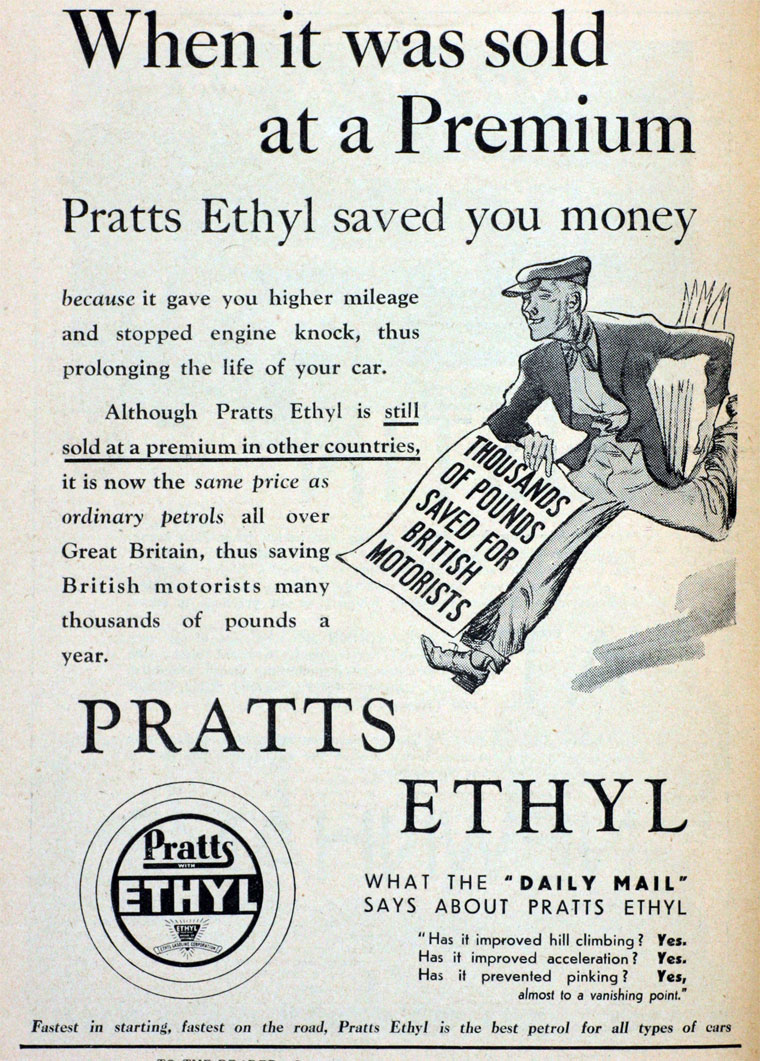 When it was sold
at a Premium
Pratts Ethyl saved you money
because it gave you higher mileage
and stopped engine knock, thus
prolonging the life of your car.
Although Pratts Ethyl is still
sold at a premium in other countries,
it is now the same price as
ordinary petrols all over
Great Britain, thus saving
British motorists many
thousands of pounds a
year.
THOUSANDS
OF POUNDS
SAVED FOR
BRITISH
MOTORISTS
PRATTS
ETHYL
Pratts
WITH
ETHYL
ETHYL
ETHYL GASOLINE CORPORATION
WHAT THE "DAILY MAIL"
SAYS ABOUT PRATTS ETHYL
"Has it improved hill climbing? Yes.
Has it improved acceleration? Yes.
Has it prevented pinking? Yes,
almost to a vanishing point."
Fastest in starting, fastest on the road, Pratts Ethyl is the best petrol for all types of cars